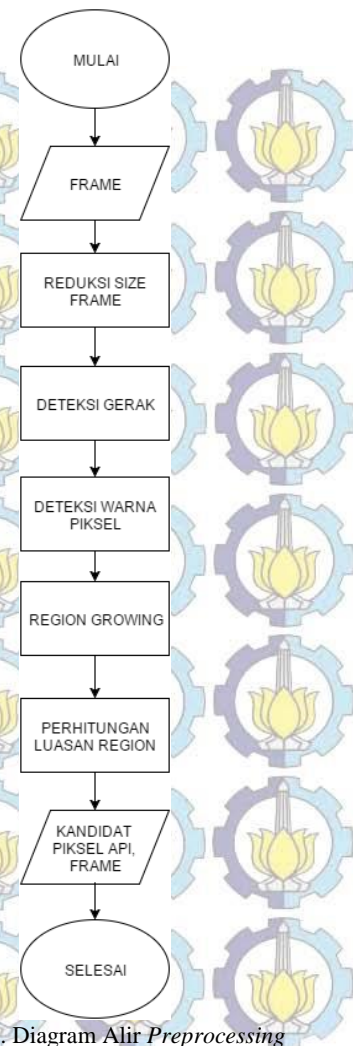 MULAI
FRAME
REDUKSI SIZE
FRAME
DETEKSI GERAK
DETEKSI WARNA
PIKSEL
REGION GROWING
PERHITUNGAN
LUASAN REGION
KANDIDAT
PIKSEL API,
FRAME
SELESAI
. Diagram Alir Preprocessing